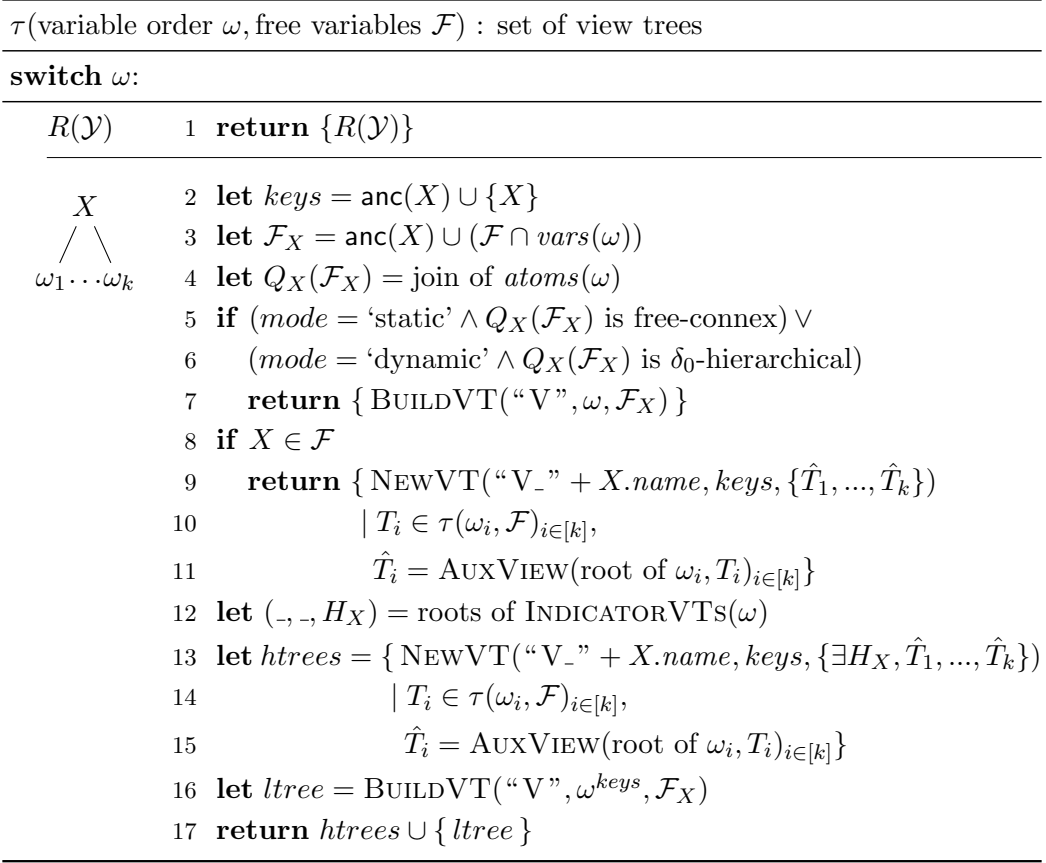 τ(variable order ω, free variables F) : set of view trees
switch ω:
R(Y) 1 return {R(Y)}
2 let keys = anc(X) ∪ {X}
X
3 let F_X = anc(X) ∪ (F ∩ vars(ω))
ω₁···ω_k 4 let Q_X(F_X) = join of atoms(ω)
5 if (mode = ‘static’ ∧ Q_X(F_X) is free-connex) ∨
6 (mode = ‘dynamic’ ∧ Q_X(F_X) is δ₀-hierarchical)
7 return { BUILDVT(“V”, ω, F_X) }
8 if X ∈ F
9 return { NEWVT(“V_” + X.name, keys, {T̂₁, ..., T̂_k})
10 | T_i ∈ τ(ω_i, F)_{i∈[k]},
11 T̂_i = AUXVIEW(root of ω_i, T_i)_{i∈[k]}}
12 let (_, _, H_X) = roots of INDICATORVTS(ω)
13 let htrees = { NEWVT(“V_” + X.name, keys, {∃H_X, T̂₁, ..., T̂_k})
14 | T_i ∈ τ(ω_i, F)_{i∈[k]},
15 T̂_i = AUXVIEW(root of ω_i, T_i)_{i∈[k]}}
16 let ltree = BUILDVT(“V”, ω^{keys}, F_X)
17 return htrees ∪ { ltree }